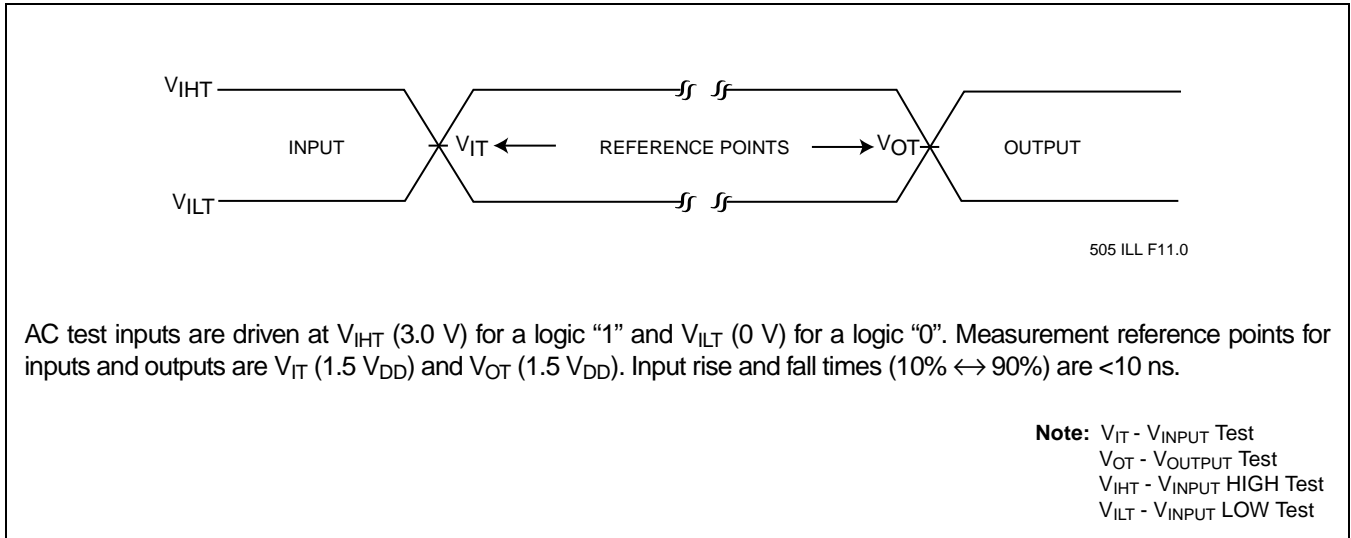 VIHT
INPUT VIT REFERENCE POINTS VOT OUTPUT
VILT
505 ILL F11.0
AC test inputs are driven at VIHT (3.0 V) for a logic “1” and VILT (0 V) for a logic “0”. Measurement reference points for
inputs and outputs are VIT (1.5 VDD) and VOT (1.5 VDD). Input rise and fall times (10% ↔ 90%) are <10 ns.
Note: VIT - VINPUT Test
VOT - VOUTPUT Test
VIHT - VINPUT HIGH Test
VILT - VINPUT LOW Test